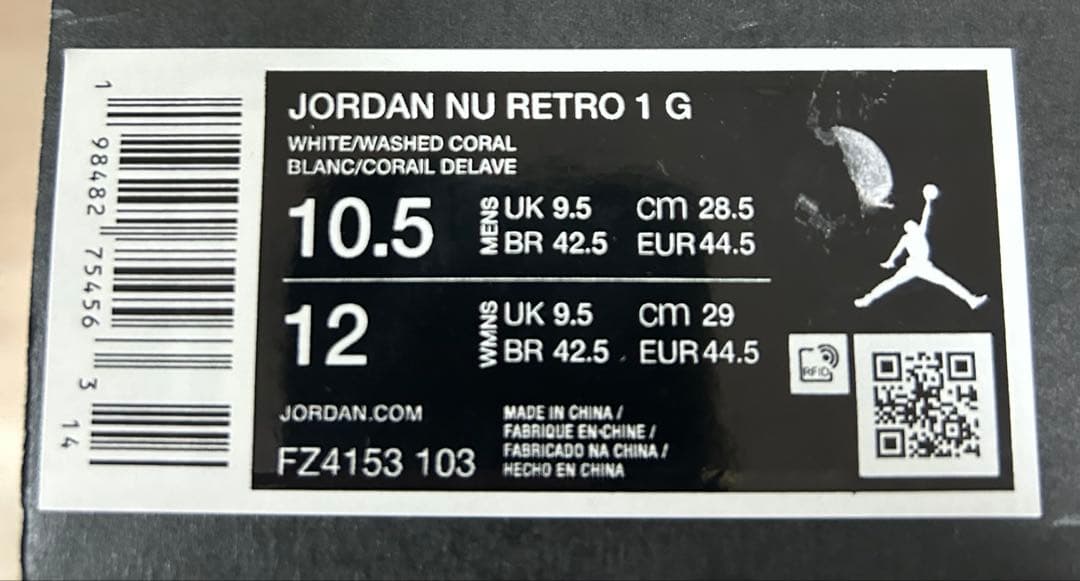 1 98482 75456 3
14
JORDAN NU RETRO 1 G
WHITE/WASHED CORAL
BLANC/CORAIL DELAVE
10.5 MENS UK 9.5 cm 28.5
BR 42.5 EUR 44.5
12 WMNS UK 9.5 cm 29
BR 42.5 EUR 44.5
RFID
JORDAN.COM
FZ4153 103
MADE IN CHINA /
FABRIQUE EN CHINE /
FABRICADO NA CHINA /
HECHO EN CHINA